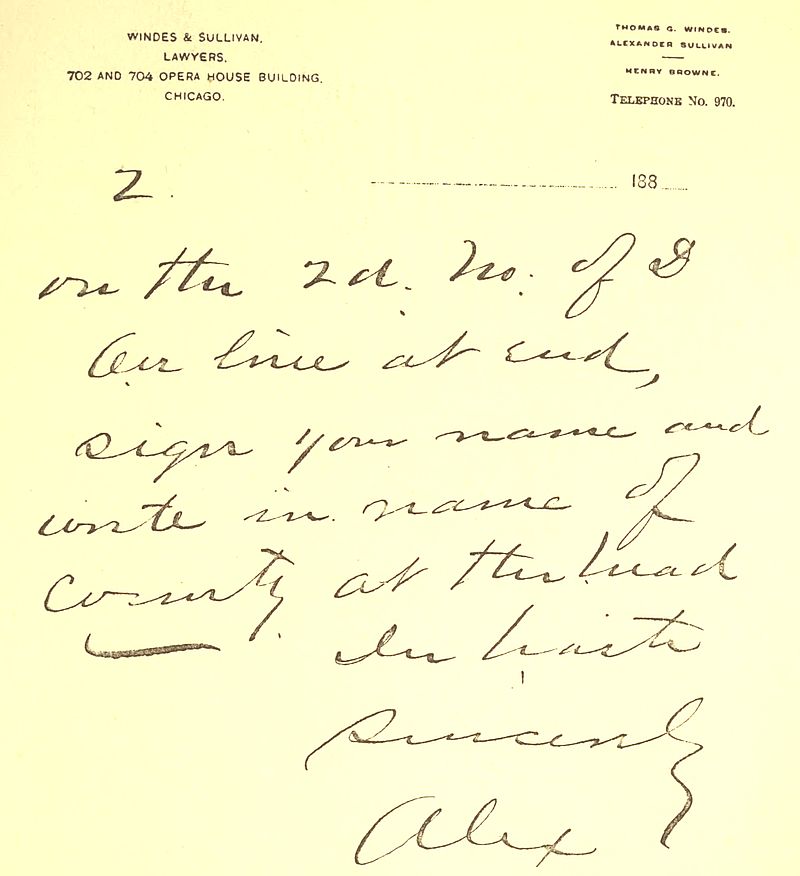 WINDES & SULLIVAN,
LAWYERS,
702 AND 704 OPERA HOUSE BUILDING,
CHICAGO.
THOMAS G. WINDES.
ALEXANDER SULLIVAN
HENRY BROWNE.
TELEPHONE No. 970.
2.
188
on the 2d. No. of D
On line at end,
sign your name and
write in name of
County at the head
In haste
Sincerely
Alex